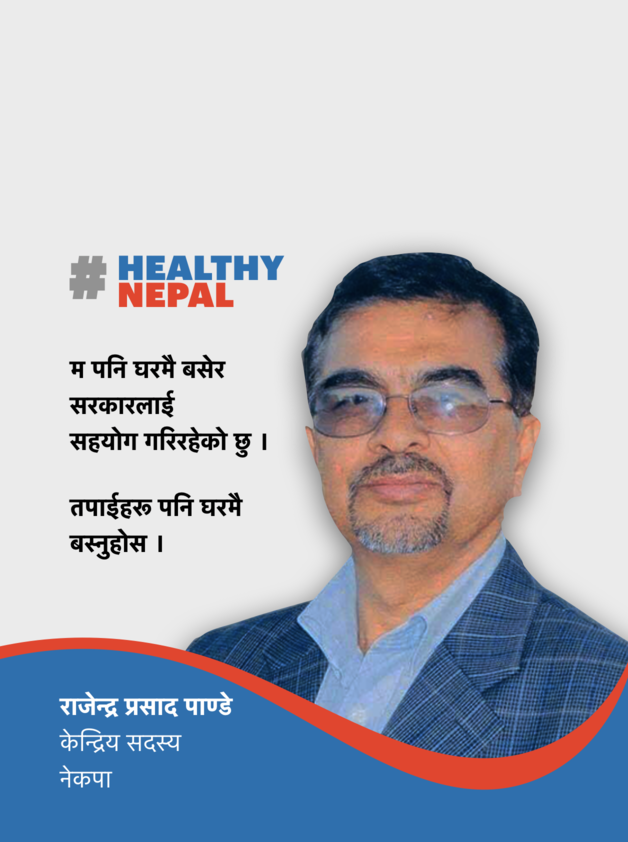 # HEALTHY
NEPAL
म पनि घरमै बसेर
सरकारलाई
सहयोग गरिरहेको छु ।
तपाईहरू पनि घरमै
बस्नुहोस ।
राजेन्द्र प्रसाद पाण्डे
केन्द्रिय सदस्य
नेकपा